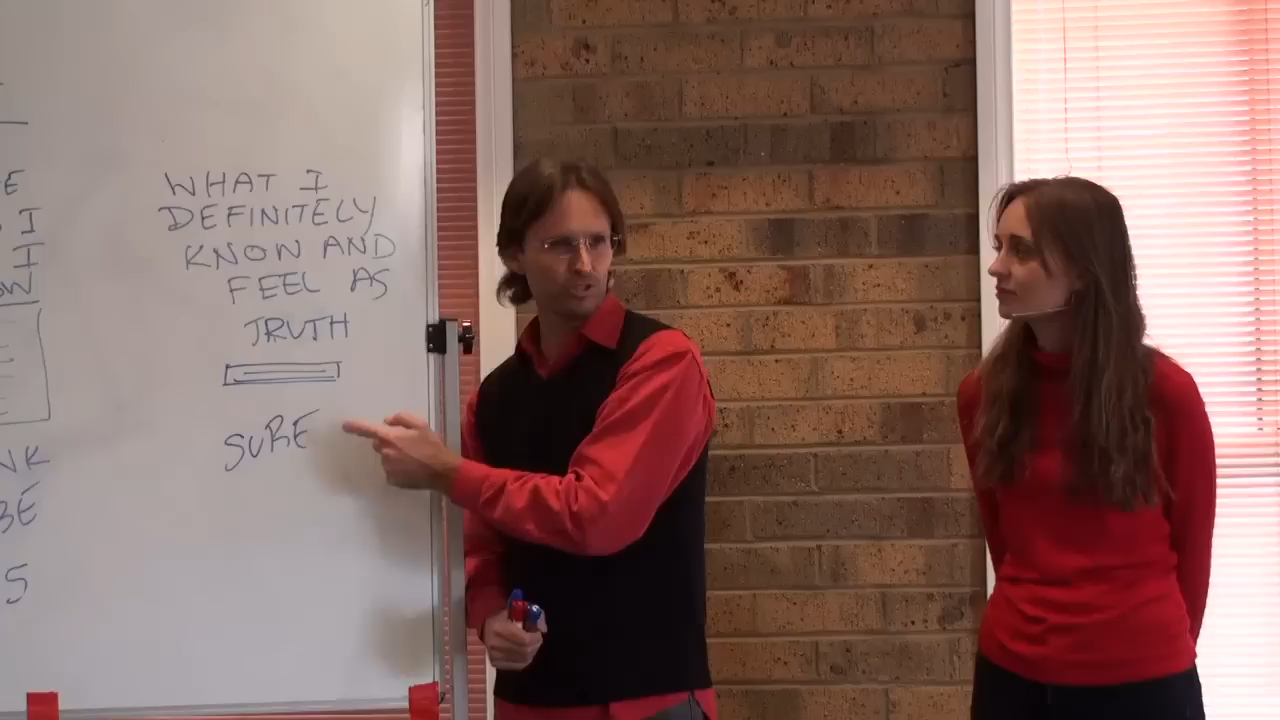 WHAT I
DEFINITELY
KNOW AND
FEEL AS
TRUTH
SURE